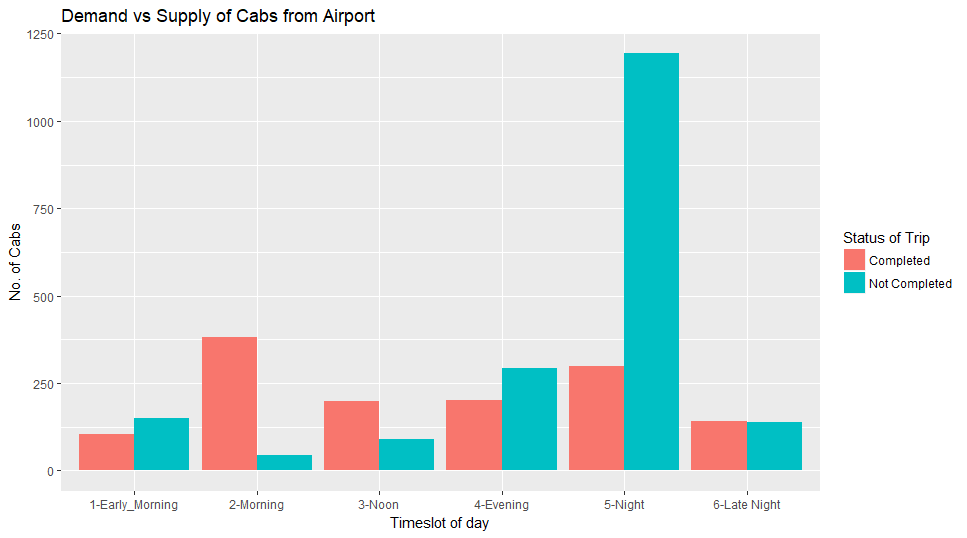 Demand vs Supply of Cabs from Airport
1250
1000
750
500
250
0
No. of Cabs
1-Early_Morning
2-Morning
3-Noon
4-Evening
5-Night
6-Late Night
Timeslot of day
Status of Trip
Completed
Not Completed